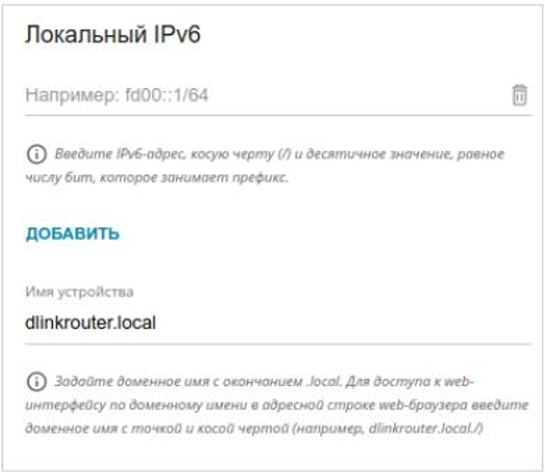 Локальный IPv6
Например: fd00::1/64
Введите IPv6-адрес, косую черту (/) и десятичное значение, равное
числу бит, которое занимает префикс.
ДОБАВИТЬ
Имя устройства
dlinkrouter.local
Задайте доменное имя с окончанием .local. Для доступа к web-
интерфейсу по доменному имени в адресной строке web-браузера введите
доменное имя с точкой и косой чертой (например, dlinkrouter.local./)